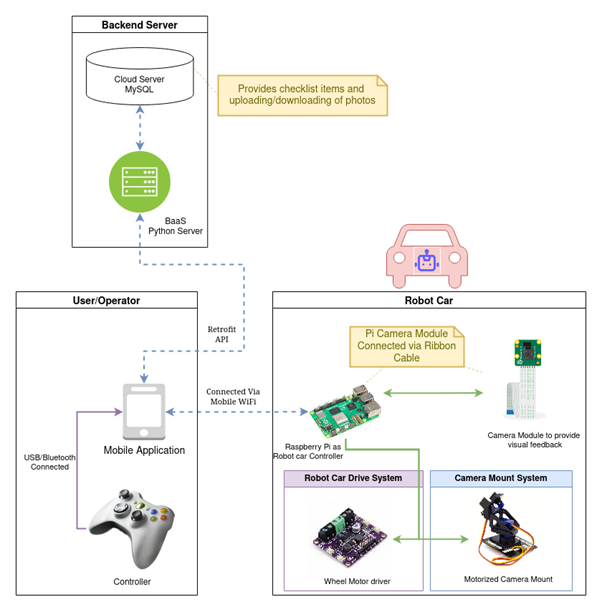 Backend Server
Cloud Server
MySQL
Provides checklist items and
uploading/downloading of photos
BaaS
Python Server
User/Operator
Robot Car
Retrofit
API
Pi Camera Module
Connected via Ribbon
Cable
Connected Via
Mobile WiFi
Mobile Application
Raspberry Pi as
Robot car Controller
Camera Module to provide
visual feedback
USB/Bluetooth
Connected
Robot Car Drive System
Camera Mount System
Controller
Wheel Motor driver
Motorized Camera Mount